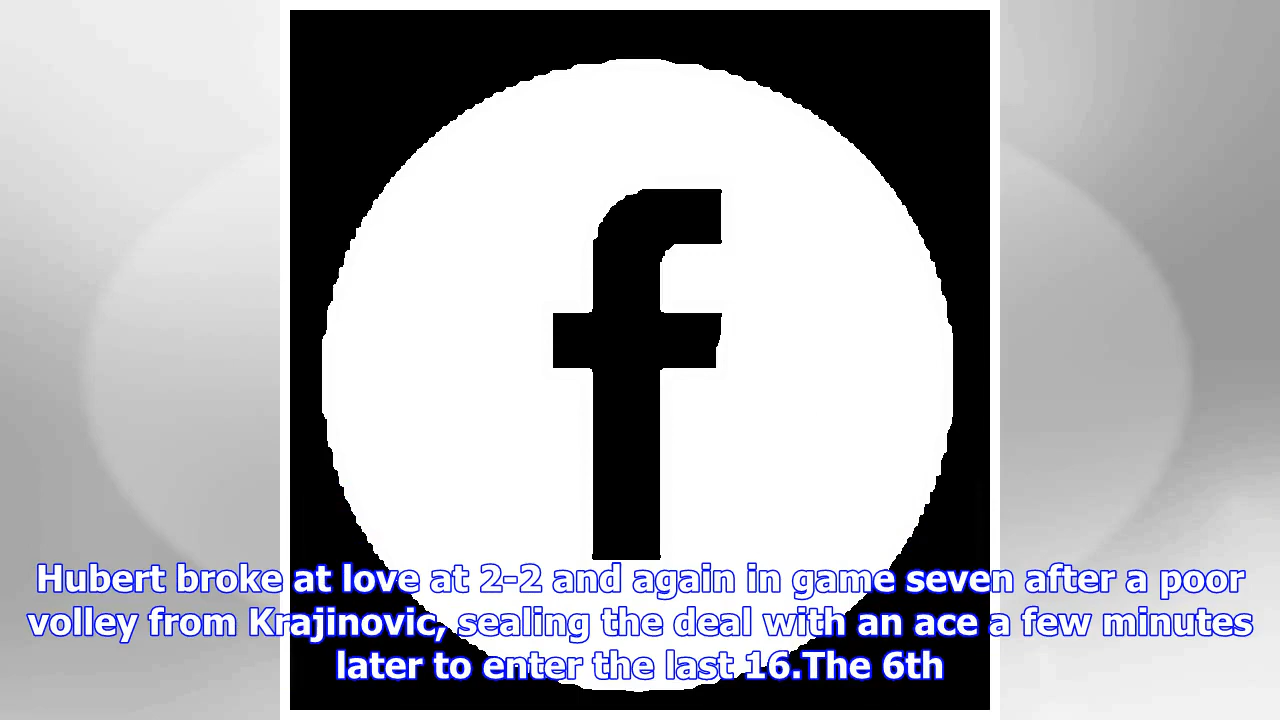 f
Hubert broke at love at 2-2 and again in game seven after a poor
volley from Krajinovic, sealing the deal with an ace a few minutes
later to enter the last 16.The 6th